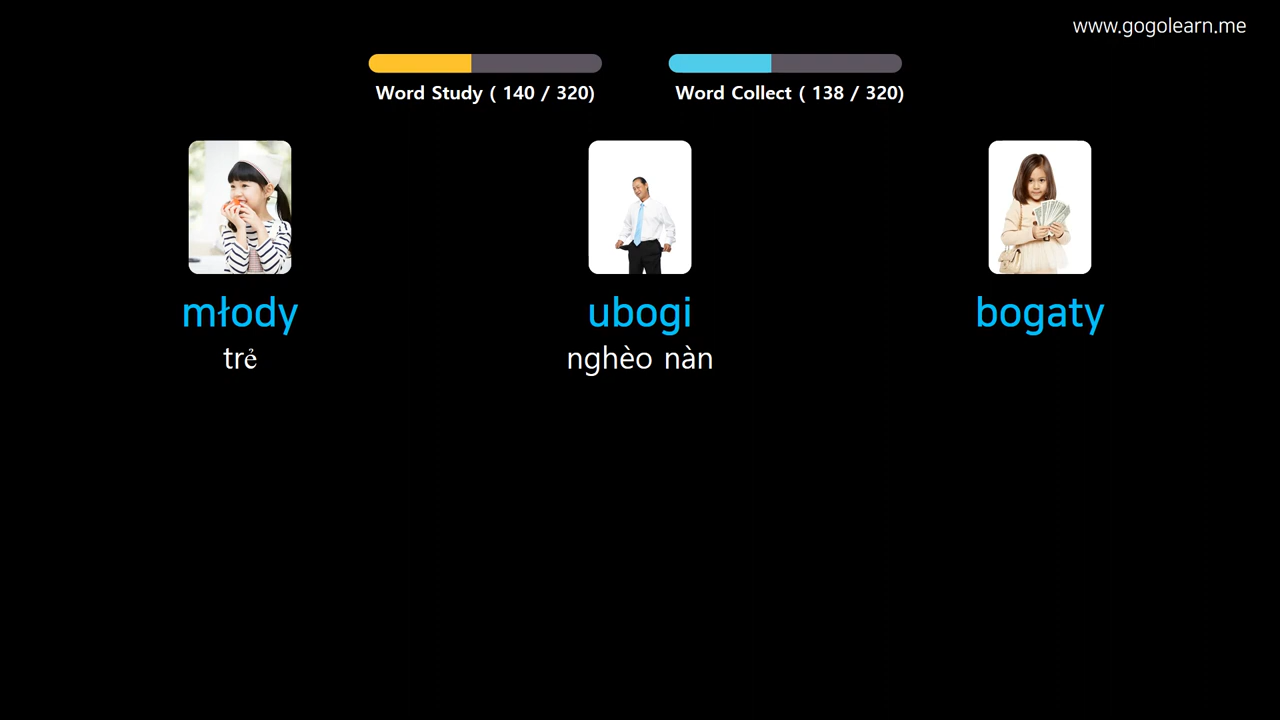 www.gogolearn.me
Word Study ( 140 / 320)
Word Collect ( 138 / 320)
młody
ubogi
bogaty
trẻ
nghèo nàn